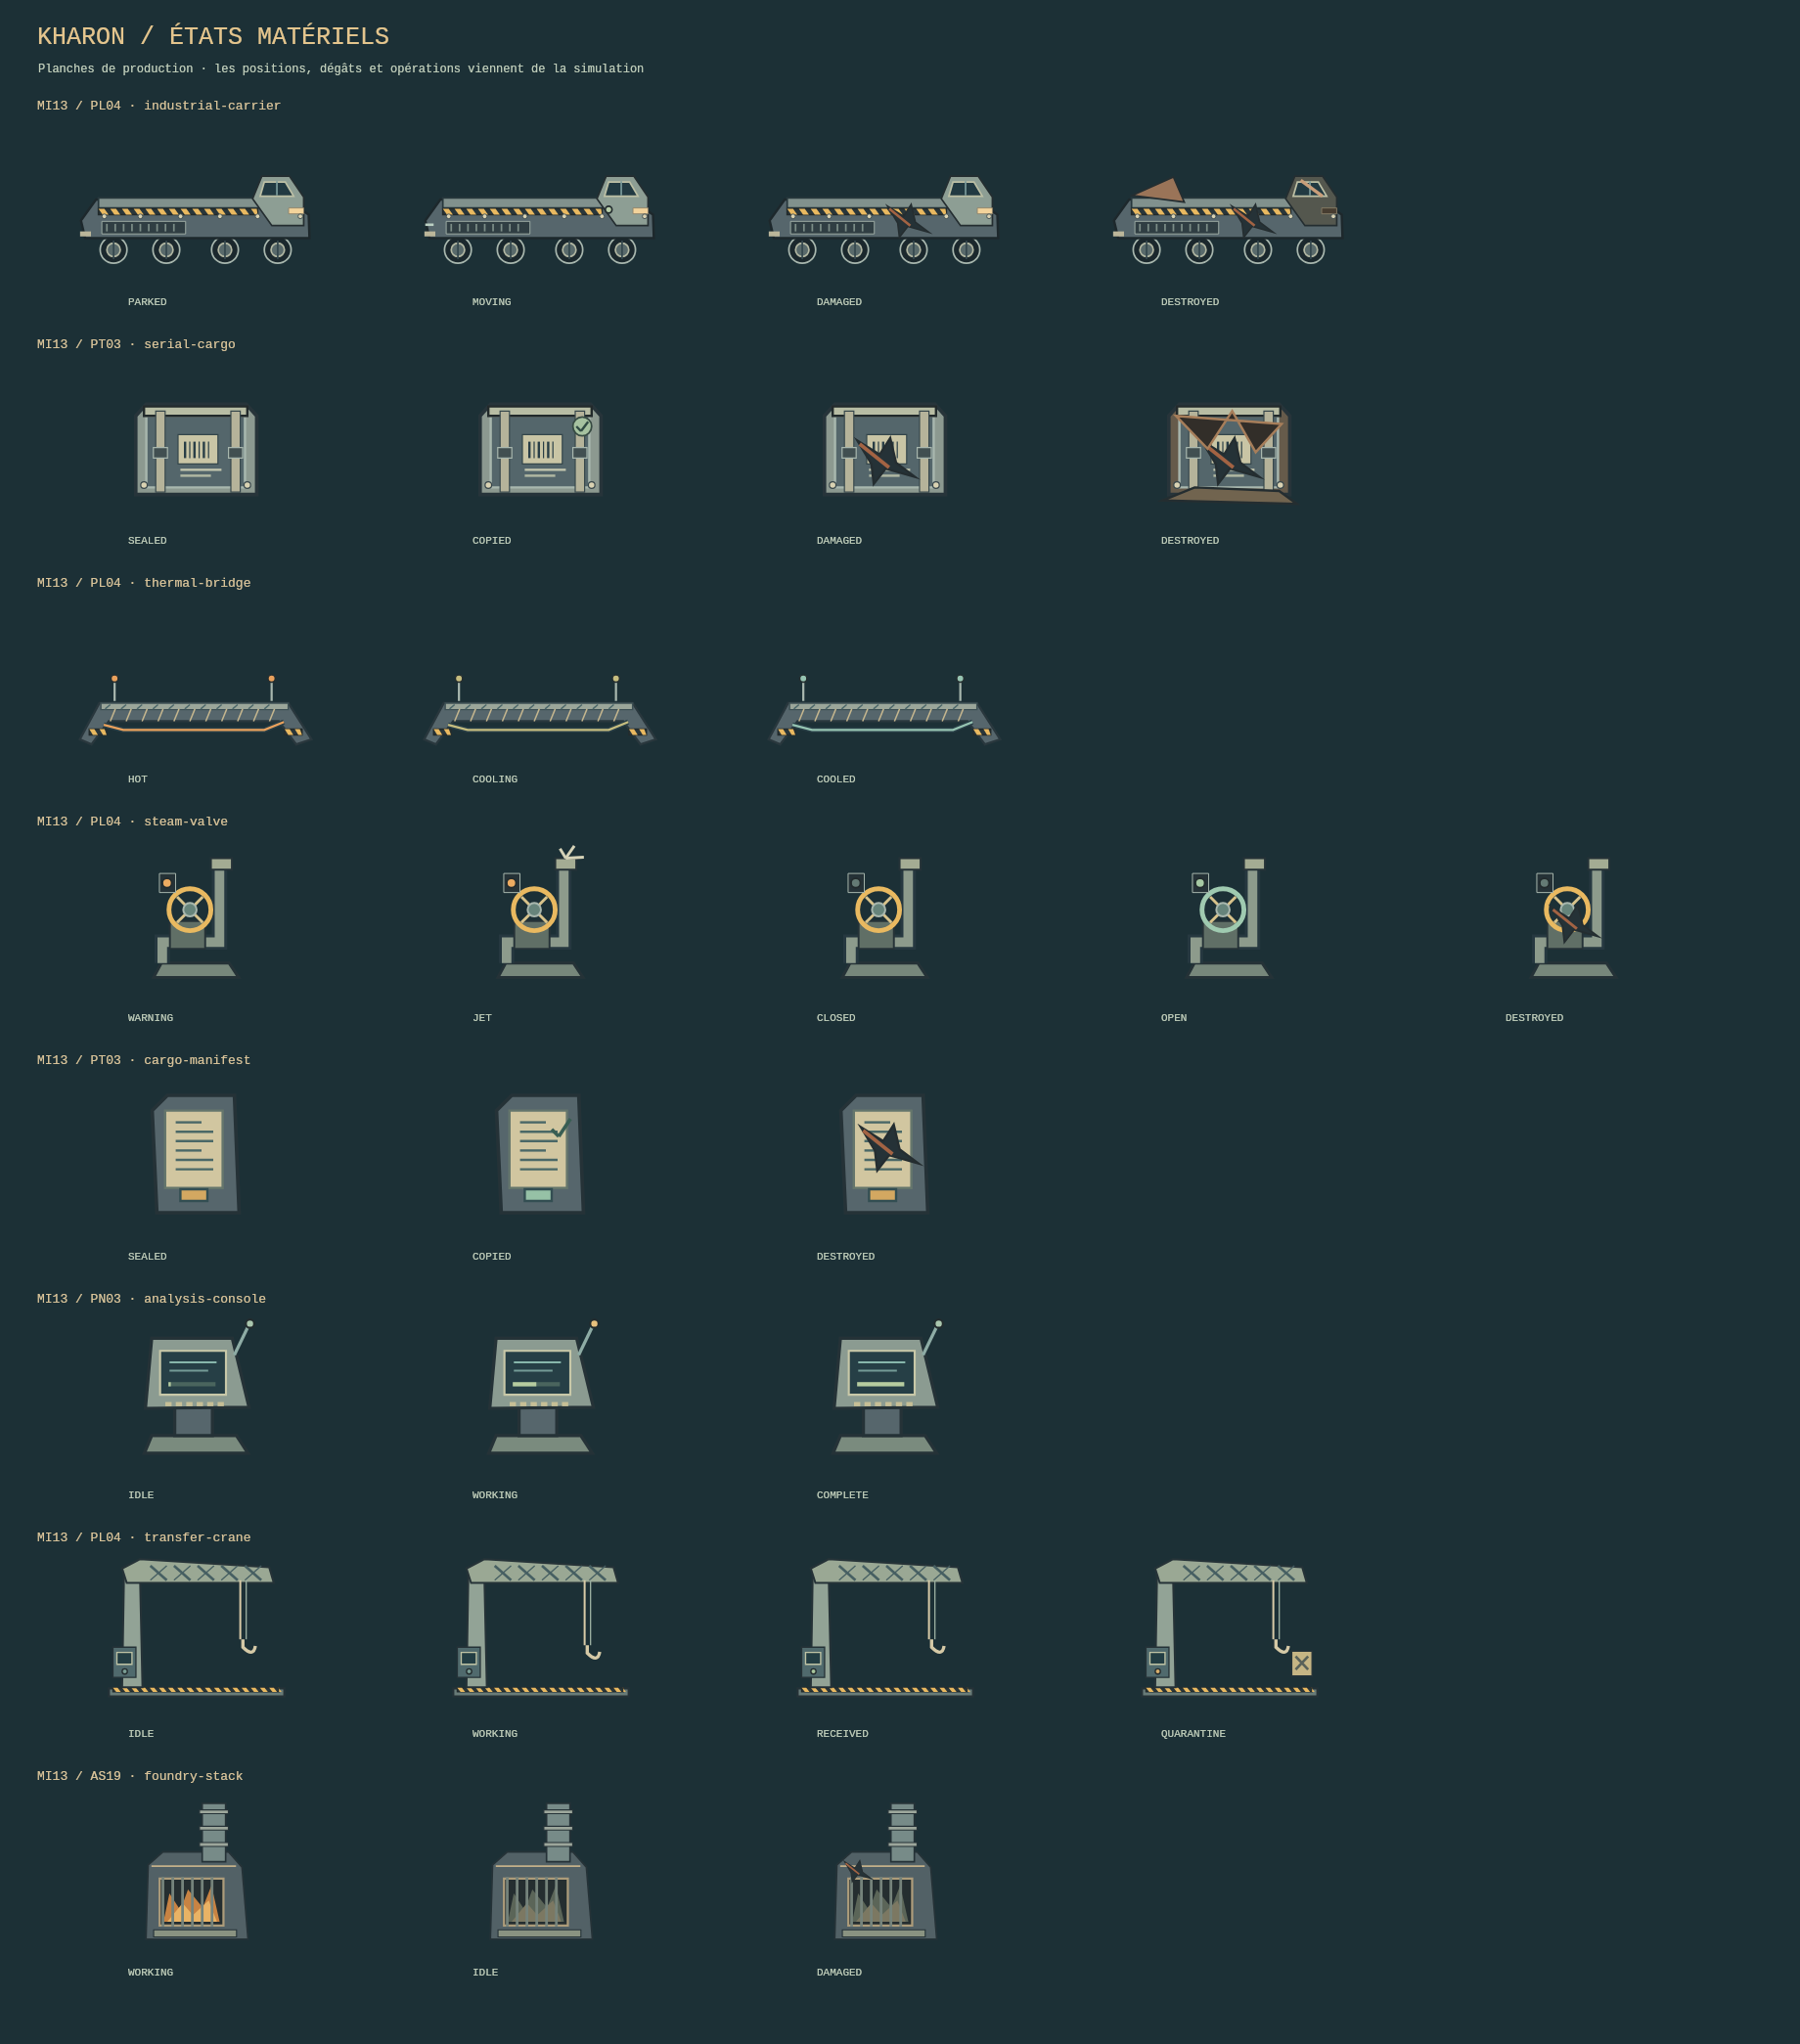 KHARON / ÉTATS MATÉRIELS
Planches de production · les positions, dégâts et opérations viennent de la simulation
MI13 / PL04 · industrial-carrier
PARKED
MOVING
DAMAGED
DESTROYED
MI13 / PT03 · serial-cargo
SEALED
COPIED
DAMAGED
DESTROYED
MI13 / PL04 · thermal-bridge
HOT
COOLING
COOLED
MI13 / PL04 · steam-valve
WARNING
JET
CLOSED
OPEN
DESTROYED
MI13 / PT03 · cargo-manifest
SEALED
COPIED
DESTROYED
MI13 / PN03 · analysis-console
IDLE
WORKING
COMPLETE
MI13 / PL04 · transfer-crane
IDLE
WORKING
RECEIVED
QUARANTINE
MI13 / AS19 · foundry-stack
WORKING
IDLE
DAMAGED